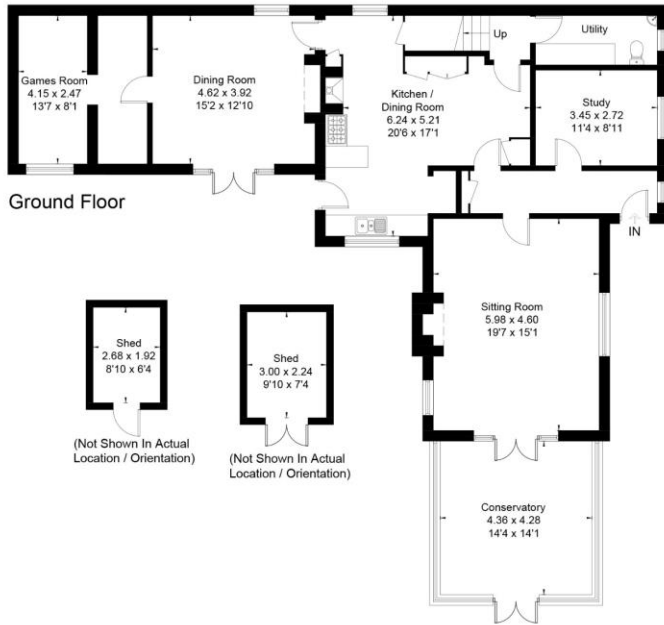 Games Room
4.15 x 2.47
13'7 x 8'1
Dining Room
4.62 x 3.92
15'2 x 12'10
Kitchen /
Dining Room
6.24 x 5.21
20'6 x 17'1
Up
Utility
Study
3.45 x 2.72
11'4 x 8'11
Ground Floor
IN
Sitting Room
5.98 x 4.60
19'7 x 15'1
Shed
2.68 x 1.92
8'10 x 6'4
(Not Shown In Actual
Location / Orientation)
Shed
3.00 x 2.24
9'10 x 7'4
(Not Shown In Actual
Location / Orientation)
Conservatory
4.36 x 4.28
14'4 x 14'1